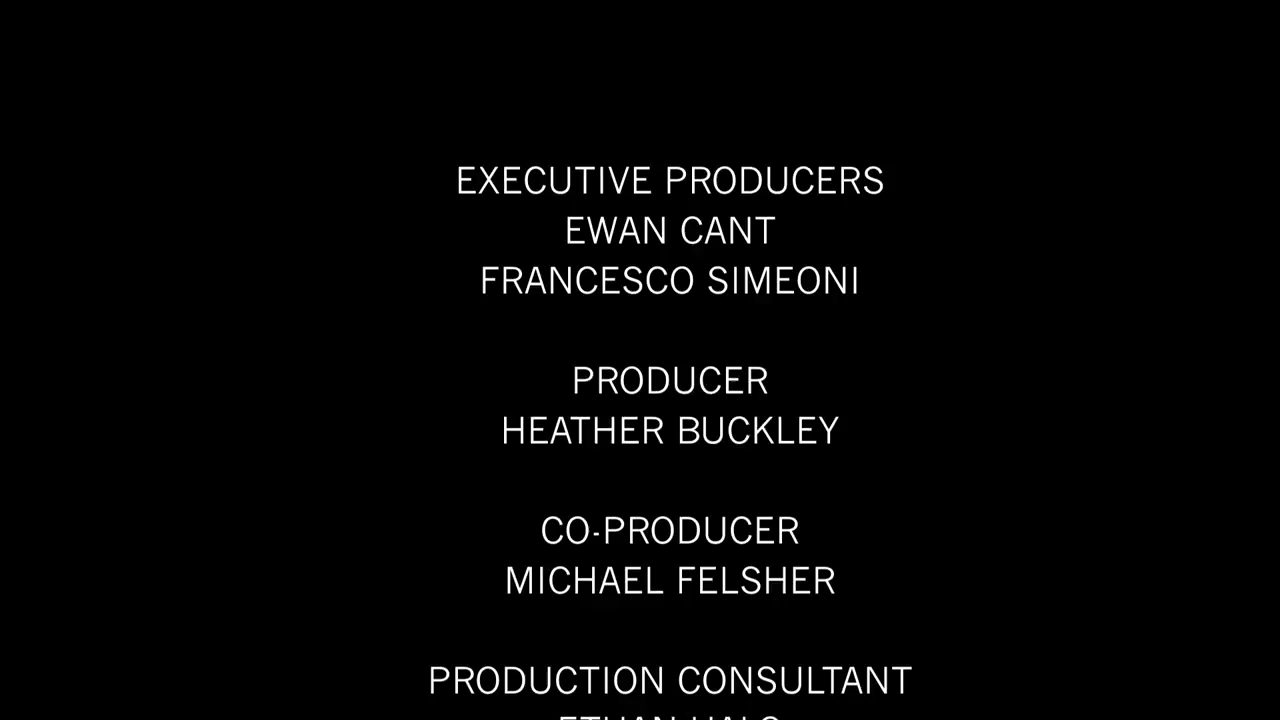 EXECUTIVE PRODUCERS
EWAN CANT
FRANCESCO SIMEONI
PRODUCER
HEATHER BUCKLEY
CO-PRODUCER
MICHAEL FELSHER
PRODUCTION CONSULTANT